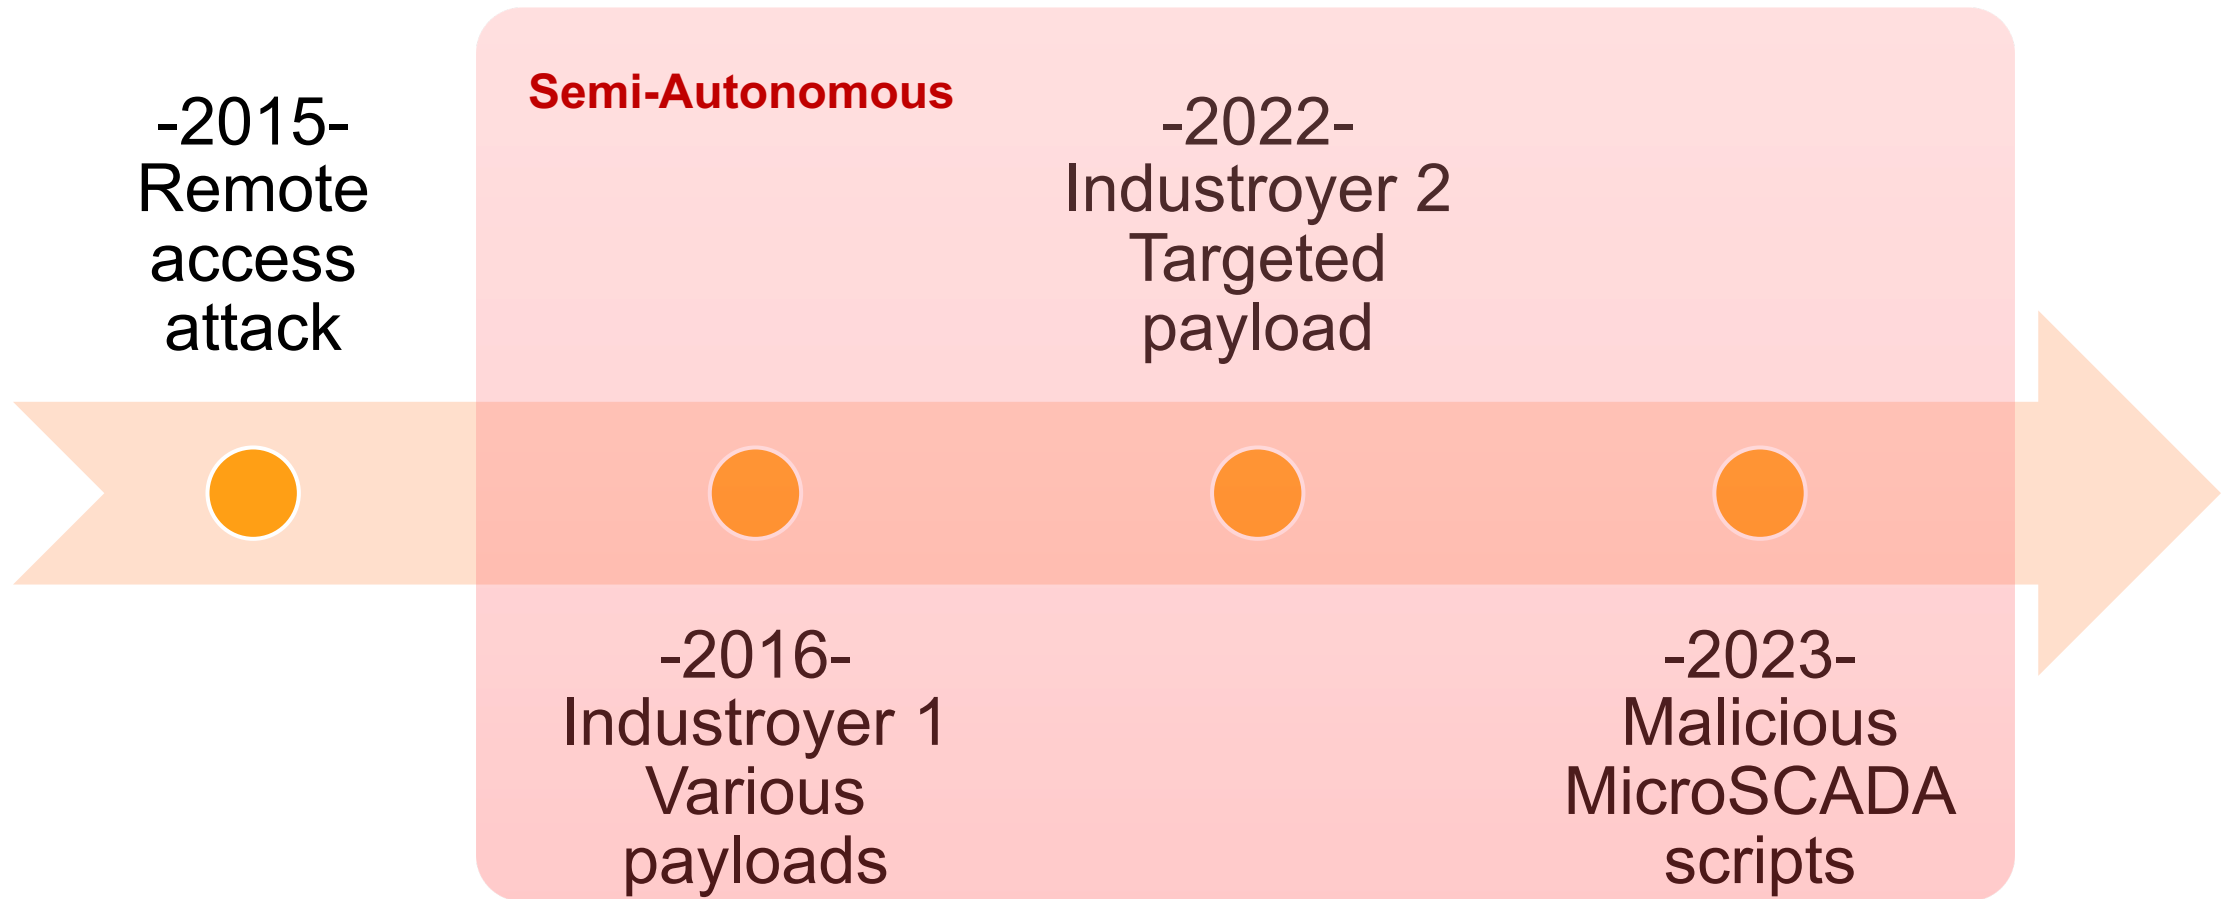 -2015-
Remote
access
attack
Semi-Autonomous
-2016-
Industroyer 1
Various
payloads
-2022-
Industroyer 2
Targeted
payload
-2023-
Malicious
MicroSCADA
scripts